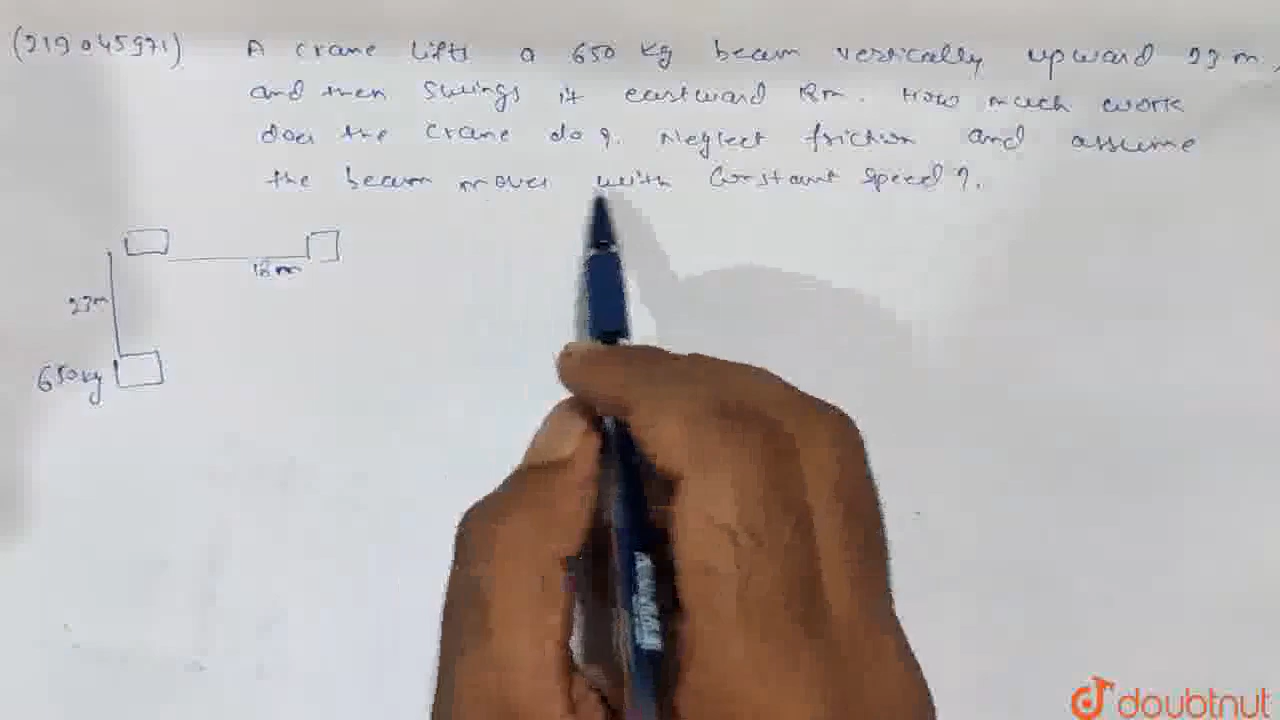 (219045971) A crane lifts a 650 kg beam vertically upward 23 m,
and then swings it eastward 18m. How much work
does the crane do ?. Neglect friction and assume
the beam moves with Constant Speed ?.
18 m
23m
650kg
doubtnut